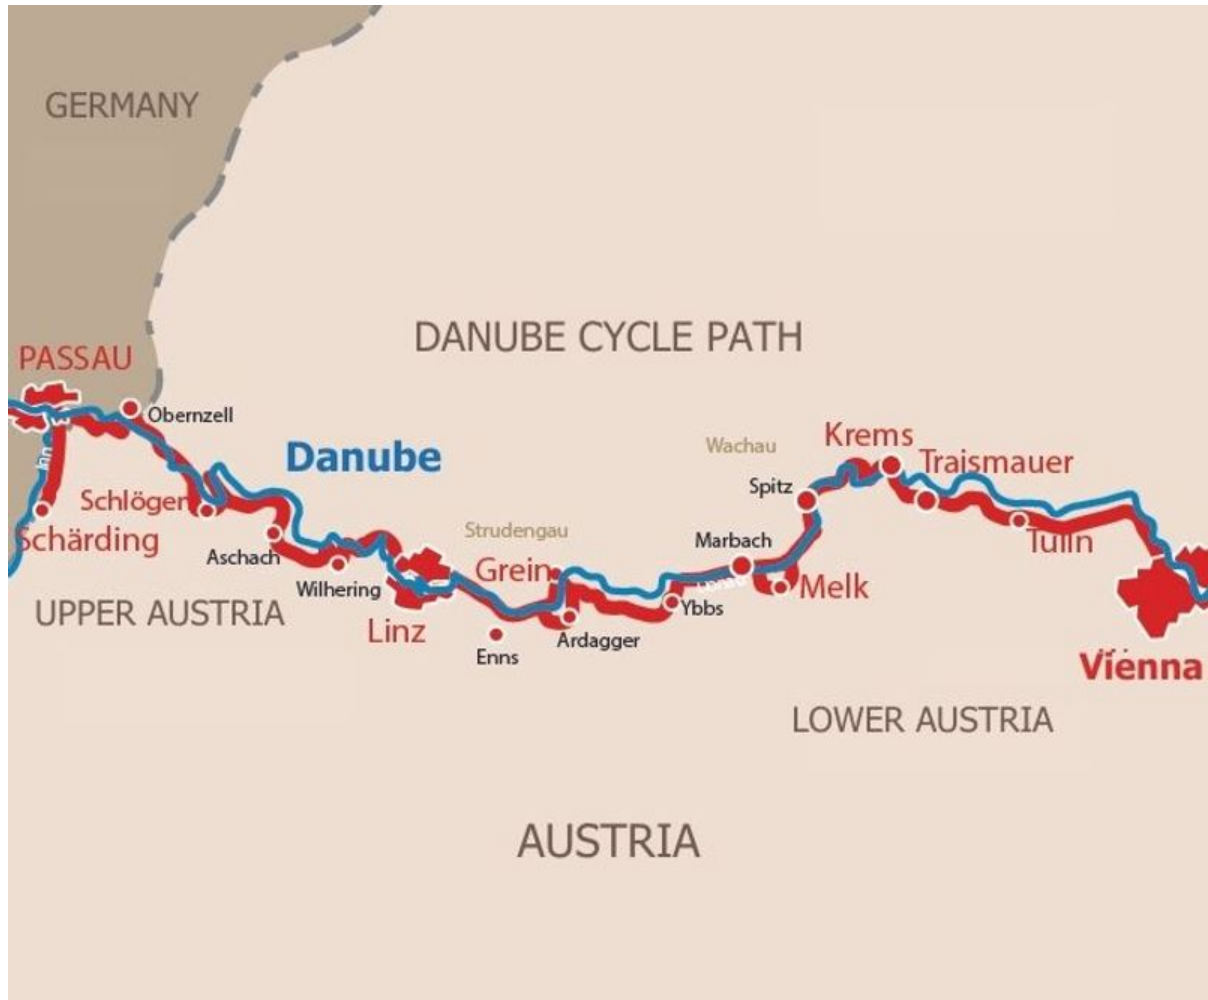 GERMANY
DANUBE CYCLE PATH
PASSAU
Obernzell
Danube
Inn
Schlögen
Schärding
Aschach
Wilhering
UPPER AUSTRIA
Linz
Strudengau
Grein
Enns
Ardagger
Ybbs
Marbach
Melk
Wachau
Spitz
Krems
Traismauer
Tulln
Vienna
LOWER AUSTRIA
AUSTRIA